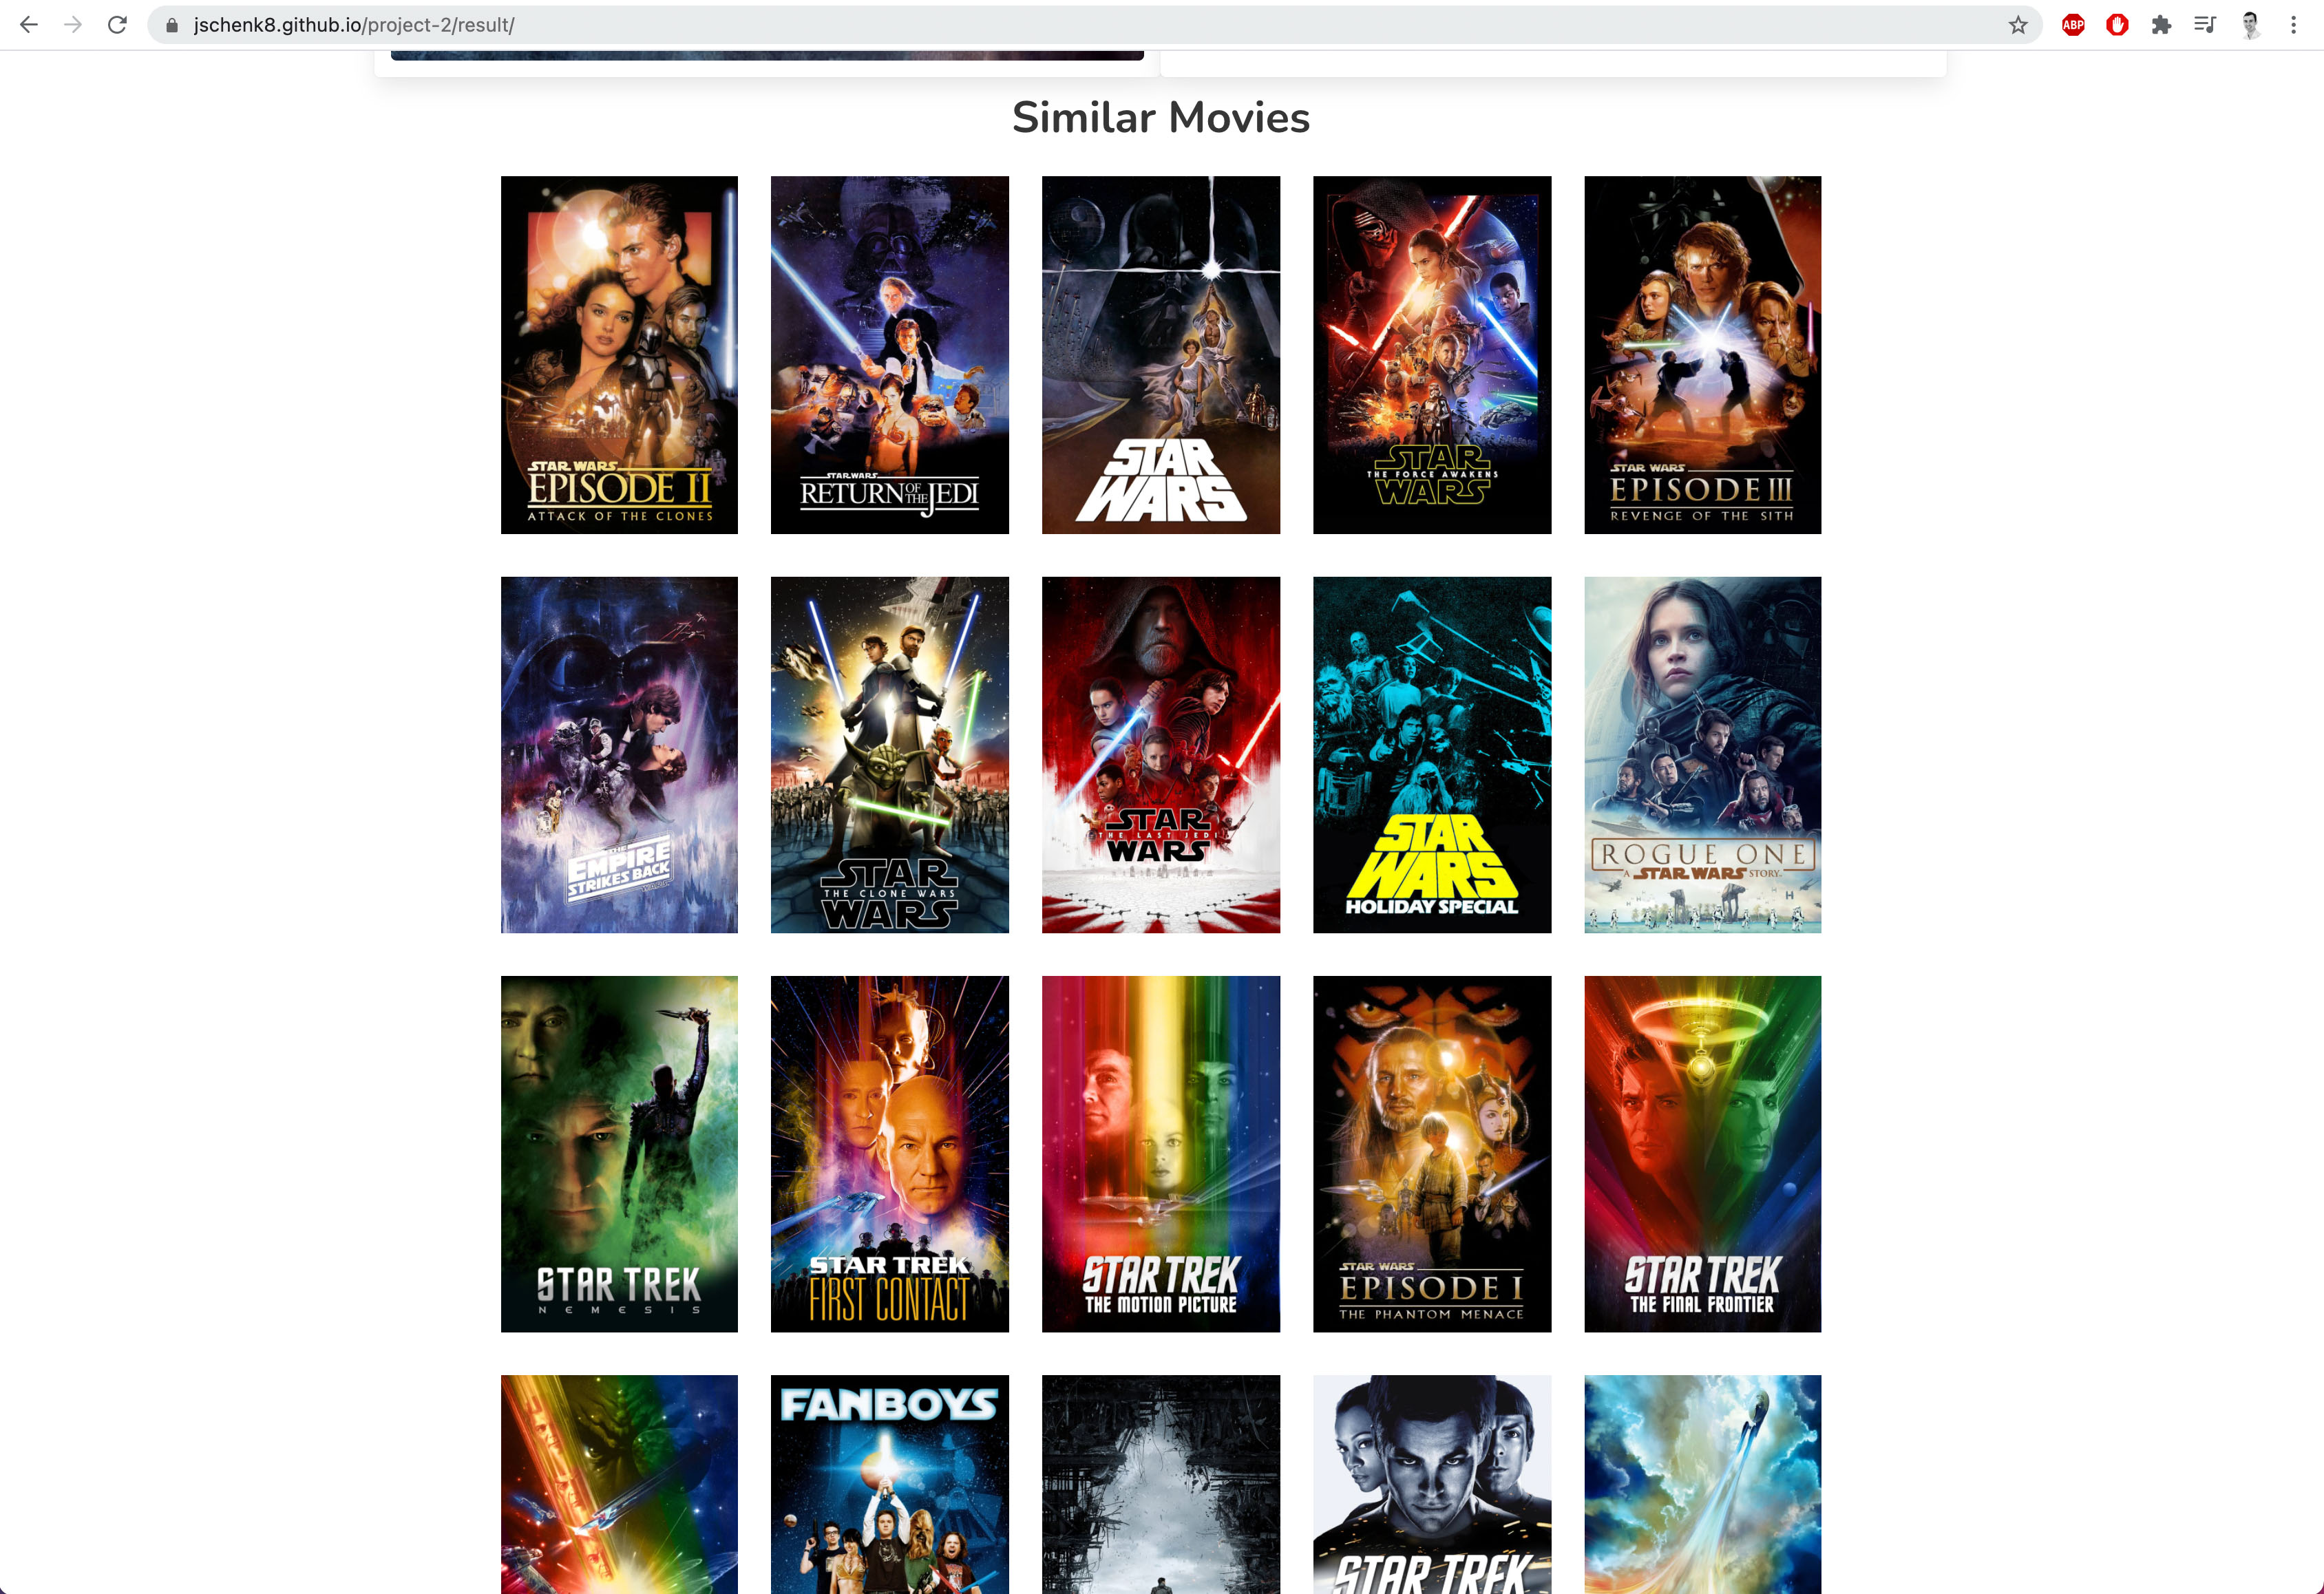 jschenk8.github.io/project-2/result/
ABP
Similar Movies
STAR WARS
EPISODE II
ATTACK OF THE CLONES
STAR WARS
RETURN OF THE JEDI
STAR
WARS
STAR
THE FORCE AWAKENS
WARS
STAR WARS
EPISODE III
REVENGE OF THE SITH
THE
EMPIRE
STRIKES BACK
STAR
THE CLONE WARS
WARS
STAR
THE LAST JEDI
WARS
STAR
WARS
HOLIDAY SPECIAL
ROGUE ONE
A STAR WARS STORY
STAR TREK
NEMESIS
STAR TREK
FIRST CONTACT
STAR TREK
THE MOTION PICTURE
STAR WARS
EPISODE I
THE PHANTOM MENACE
STAR TREK
THE FINAL FRONTIER
FANBOYS
STAR TREK